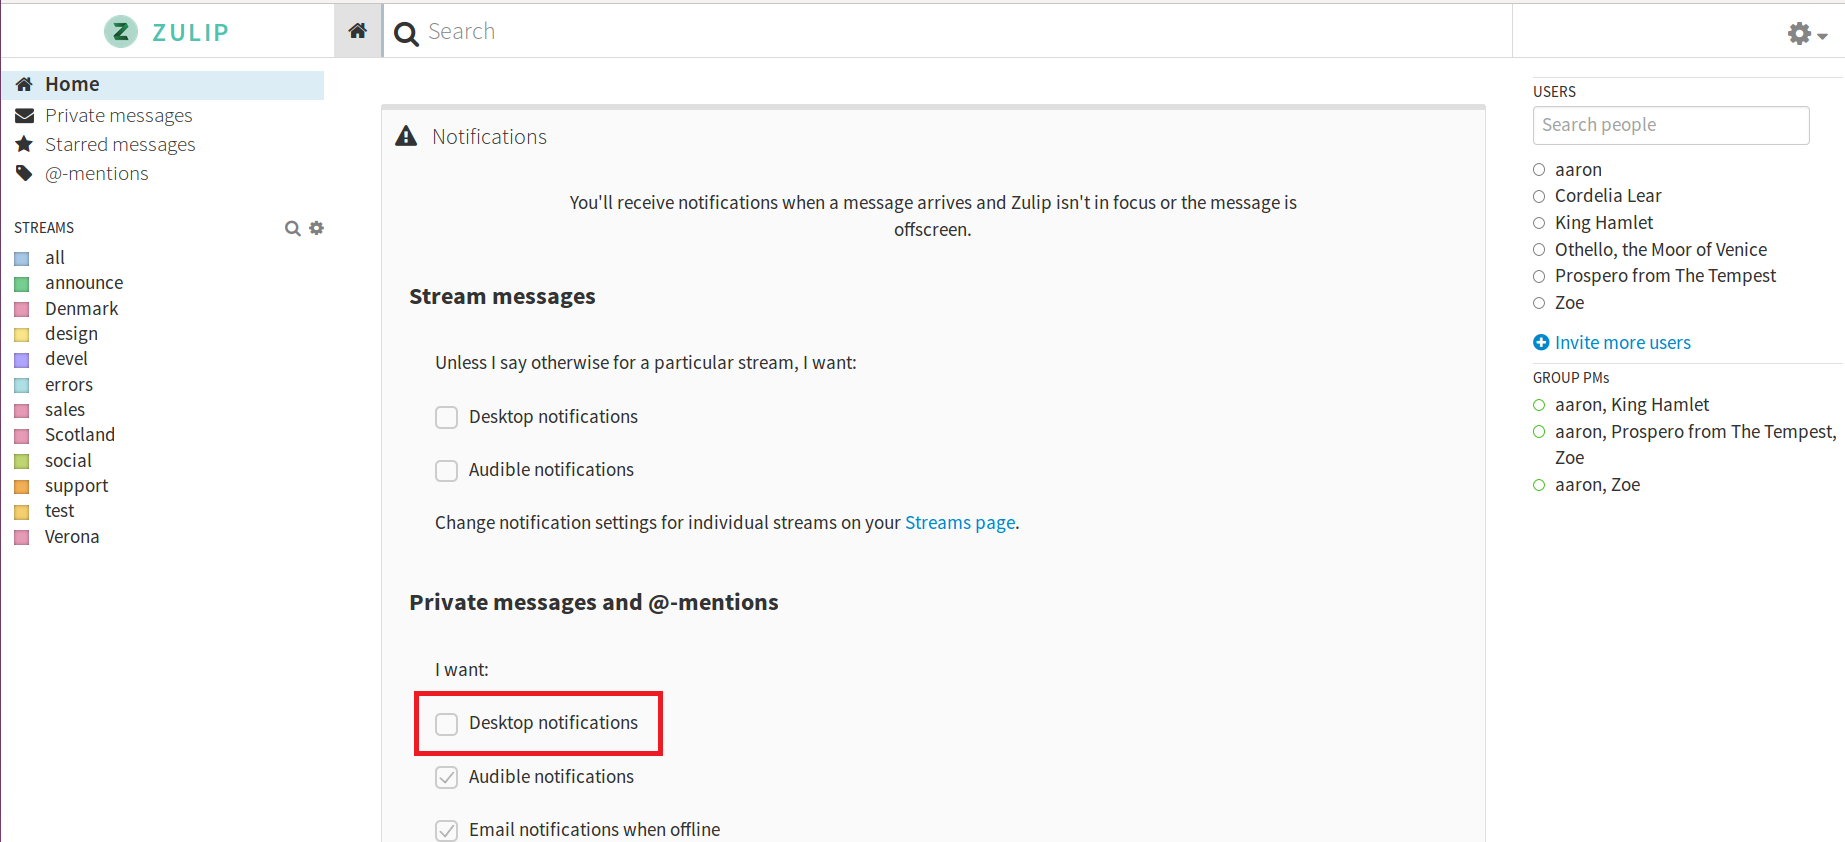 ZULIP
Search
Home
Private messages
Starred messages
@-mentions
STREAMS
all
announce
Denmark
design
devel
errors
sales
Scotland
social
support
test
Verona
Notifications
You'll receive notifications when a message arrives and Zulip isn't in focus or the message is
offscreen.
Stream messages
Unless I say otherwise for a particular stream, I want:
Desktop notifications
Audible notifications
Change notification settings for individual streams on your Streams page.
Private messages and @-mentions
I want:
Desktop notifications
Audible notifications
Email notifications when offline
USERS
Search people
aaron
Cordelia Lear
King Hamlet
Othello, the Moor of Venice
Prospero from The Tempest
Zoe
Invite more users
GROUP PMs
aaron, King Hamlet
aaron, Prospero from The Tempest,
Zoe
aaron, Zoe